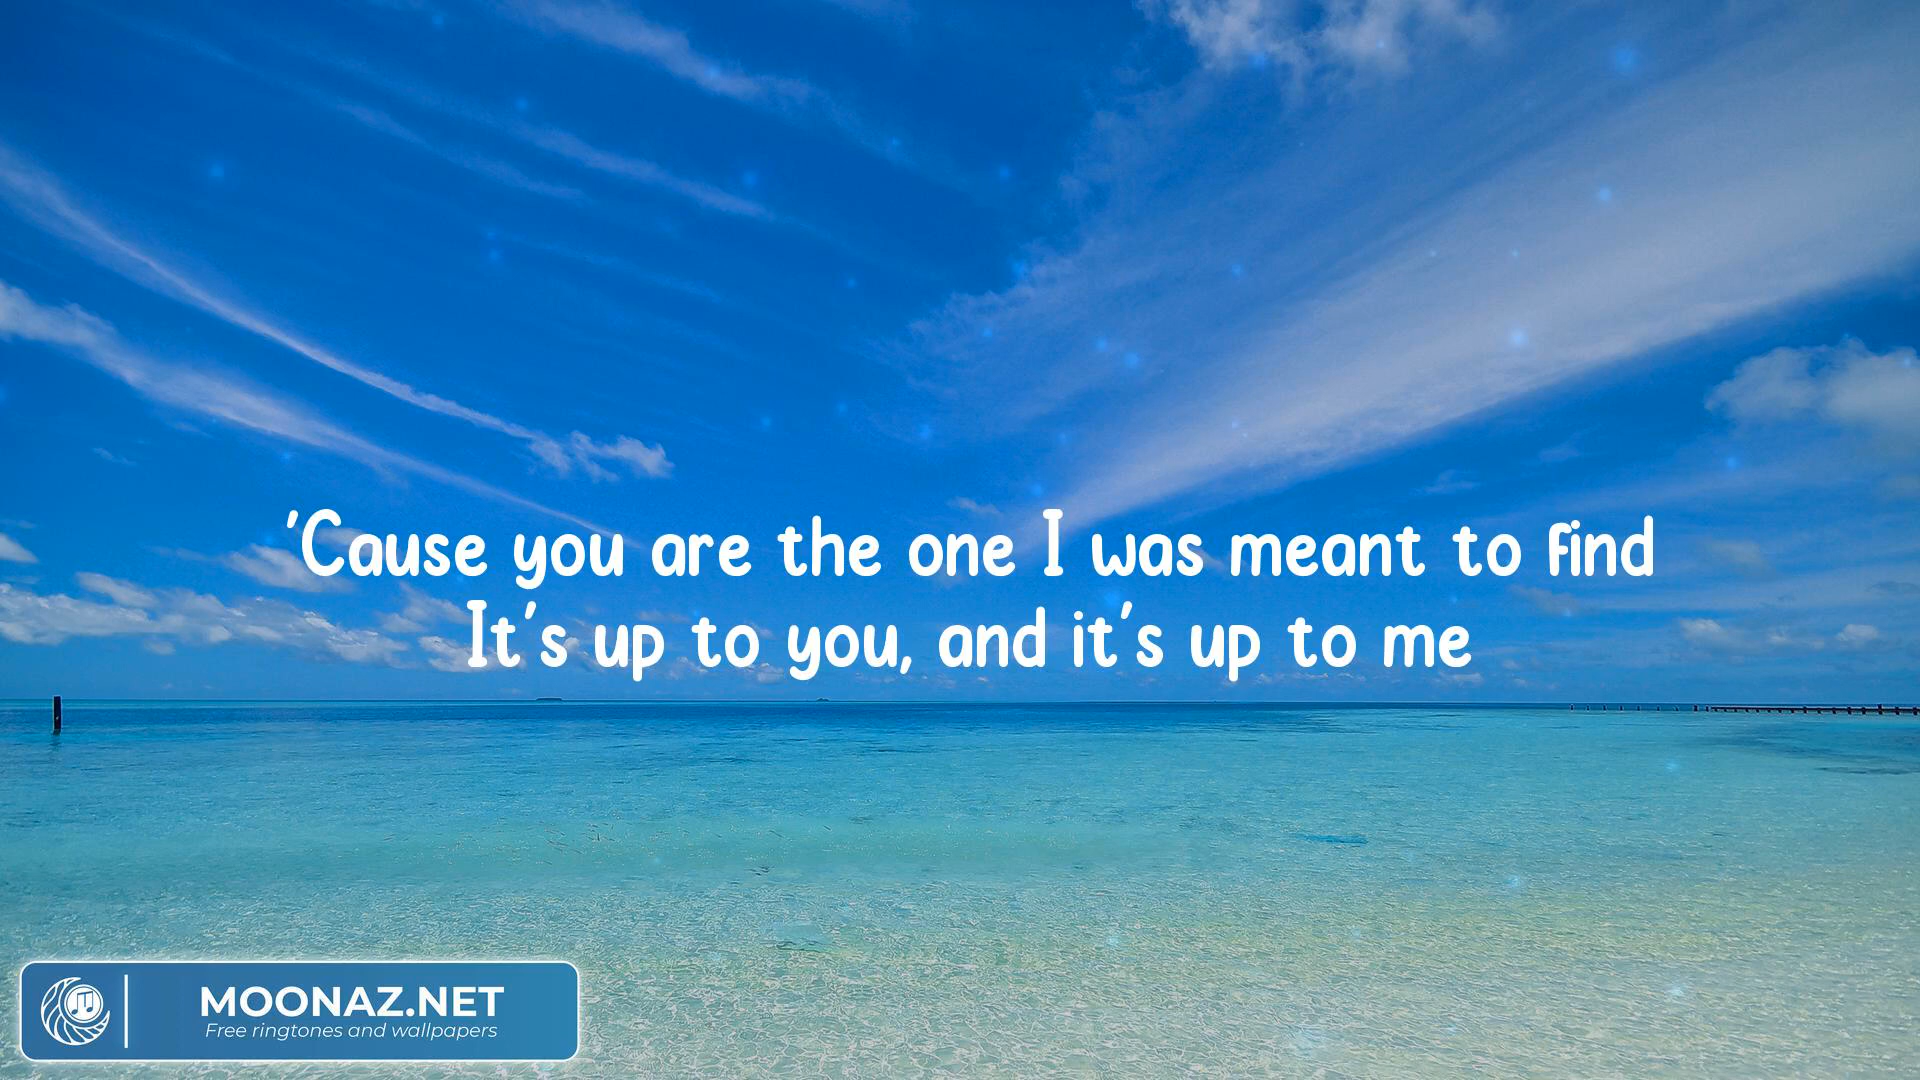 'Cause you are the one I was meant to find
It's up to you, and it's up to me
MOONAZ.NET
Free ringtones and wallpapers